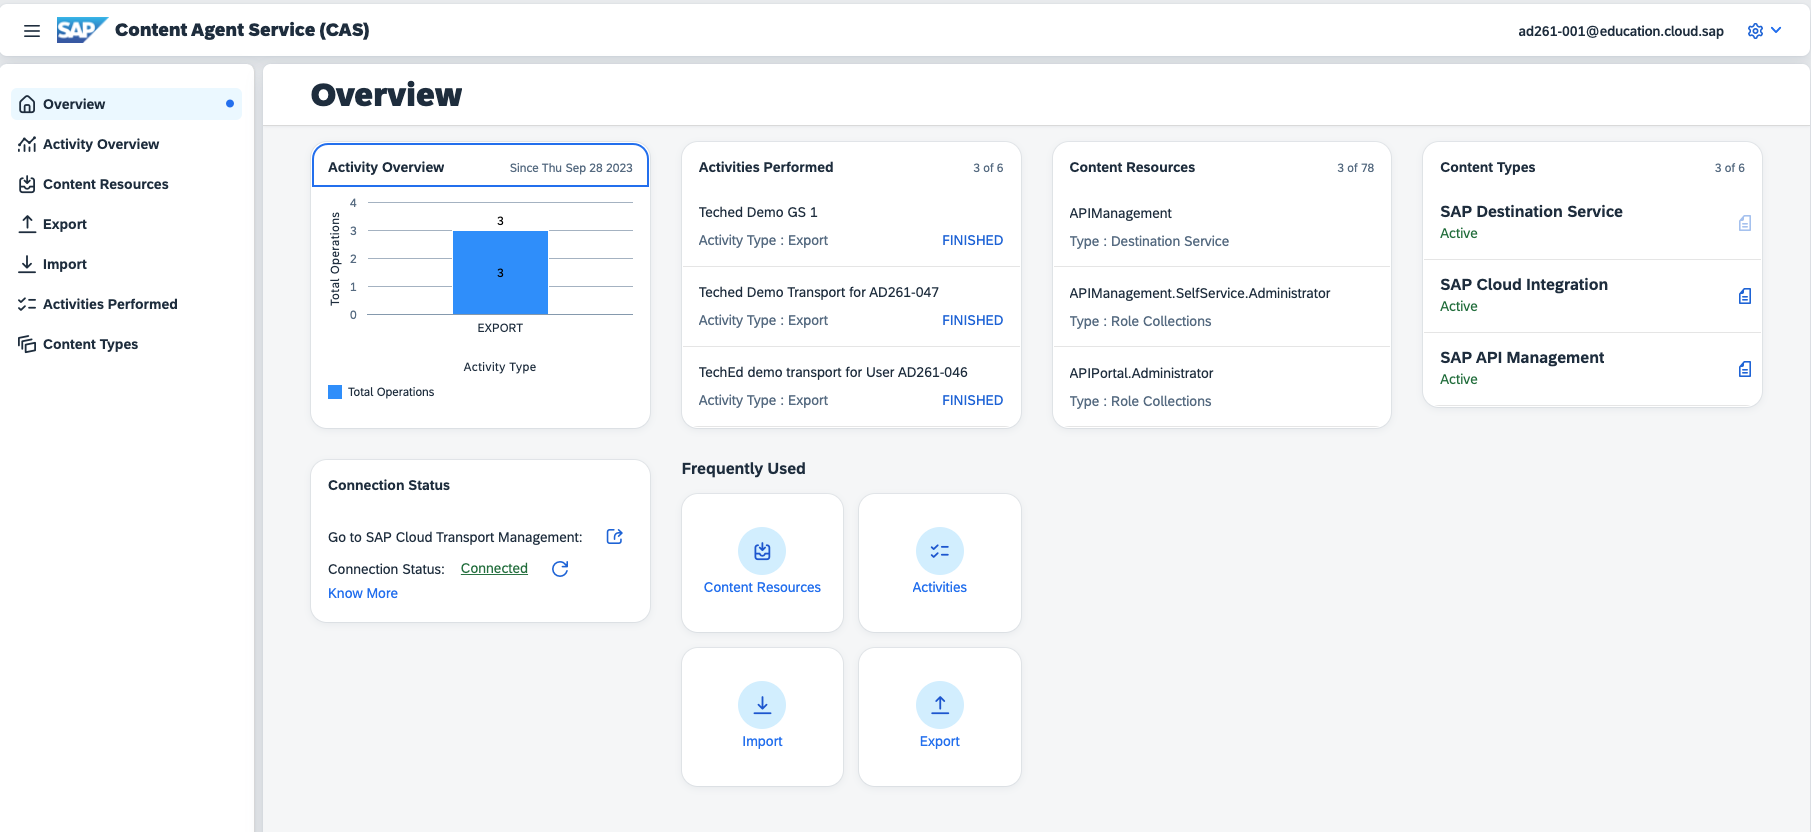 SAP Content Agent Service (CAS)
ad261-001@education.cloud.sap
Overview
Activity Overview
Content Resources
Export
Import
Activities Performed
Content Types
Overview
Activity Overview Since Thu Sep 28 2023
Total Operations
4
3
2
1
0
3
3
EXPORT
Activity Type
Total Operations
Activities Performed 3 of 6
Teched Demo GS 1
Activity Type : Export FINISHED
Teched Demo Transport for AD261-047
Activity Type : Export FINISHED
TechEd demo transport for User AD261-046
Activity Type : Export FINISHED
Content Resources 3 of 78
APIManagement
Type : Destination Service
APIManagement.SelfService.Administrator
Type : Role Collections
APIPortal.Administrator
Type : Role Collections
Content Types 3 of 6
SAP Destination Service
Active
SAP Cloud Integration
Active
SAP API Management
Active
Connection Status
Go to SAP Cloud Transport Management:
Connection Status: Connected
Know More
Frequently Used
Content Resources
Activities
Import
Export